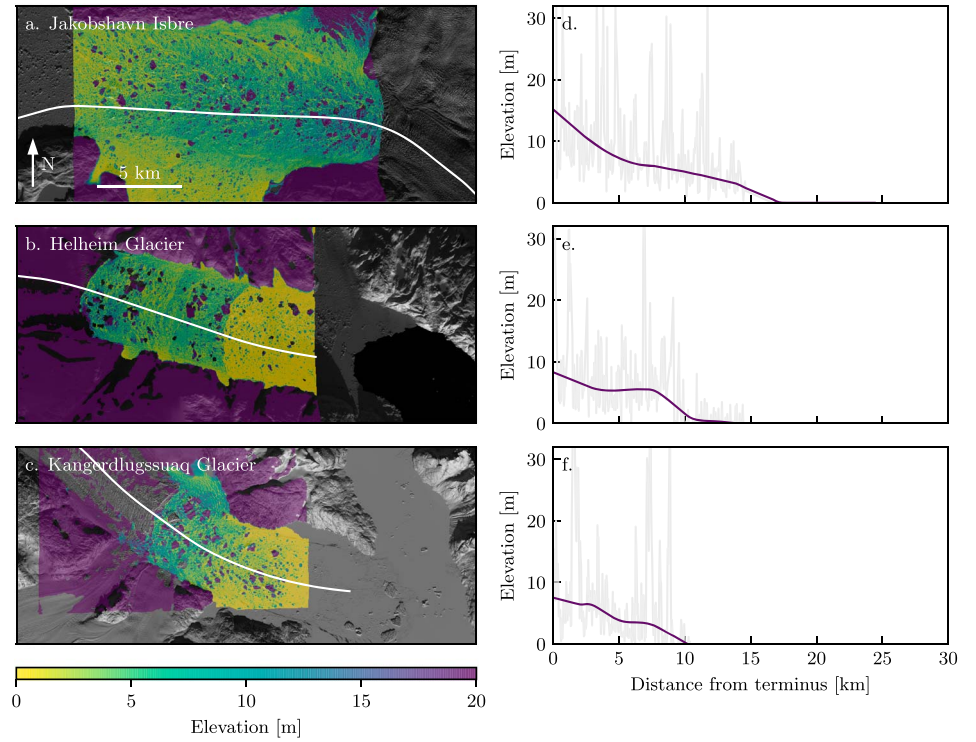 a. Jakobshavn Isbre
N
5 km
d.
Elevation [m]
30
20
10
0
b. Helheim Glacier
e.
Elevation [m]
30
20
10
0
c. Kangerdlugssuaq Glacier
f.
Elevation [m]
30
20
10
0
0 5 10 15 20 25 30
Distance from terminus [km]
0 5 10 15 20
Elevation [m]